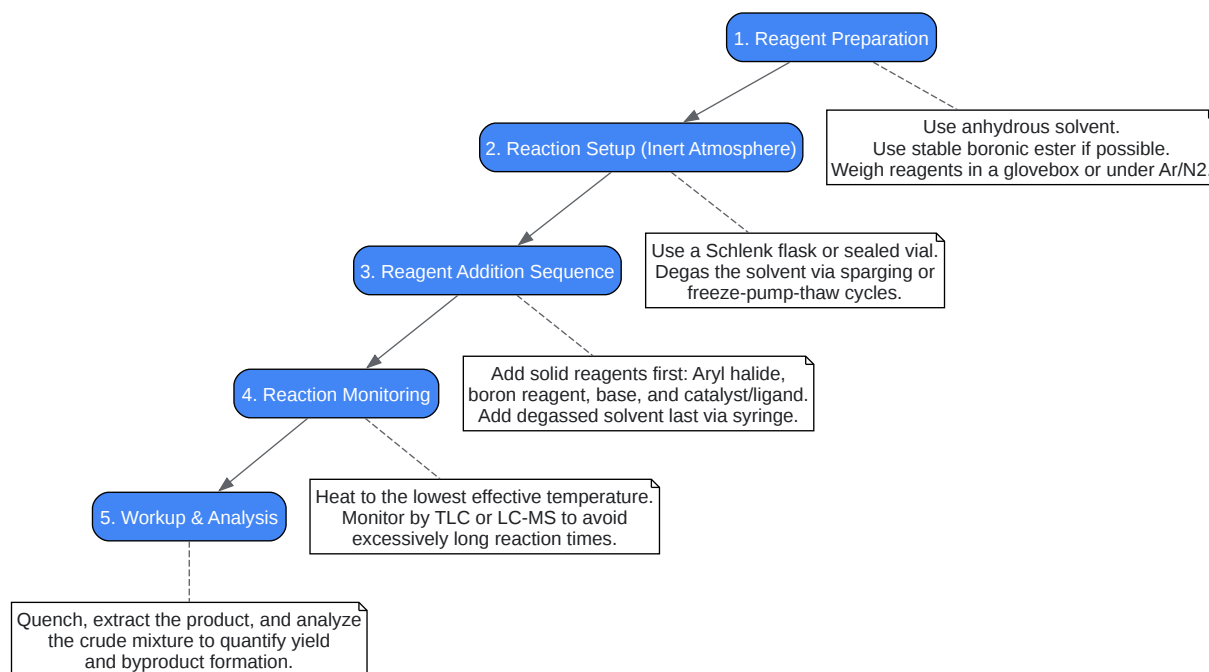 1. Reagent Preparation
Use anhydrous solvent.
Use stable boronic ester if possible.
Weigh reagents in a glovebox or under Ar/N2.
2. Reaction Setup (Inert Atmosphere)
Use a Schlenk flask or sealed vial.
Degas the solvent via sparging or
freeze-pump-thaw cycles.
3. Reagent Addition Sequence
Add solid reagents first: Aryl halide,
boron reagent, base, and catalyst/ligand.
Add degassed solvent last via syringe.
4. Reaction Monitoring
Heat to the lowest effective temperature.
Monitor by TLC or LC-MS to avoid
excessively long reaction times.
5. Workup & Analysis
Quench, extract the product, and analyze
the crude mixture to quantify yield
and byproduct formation.